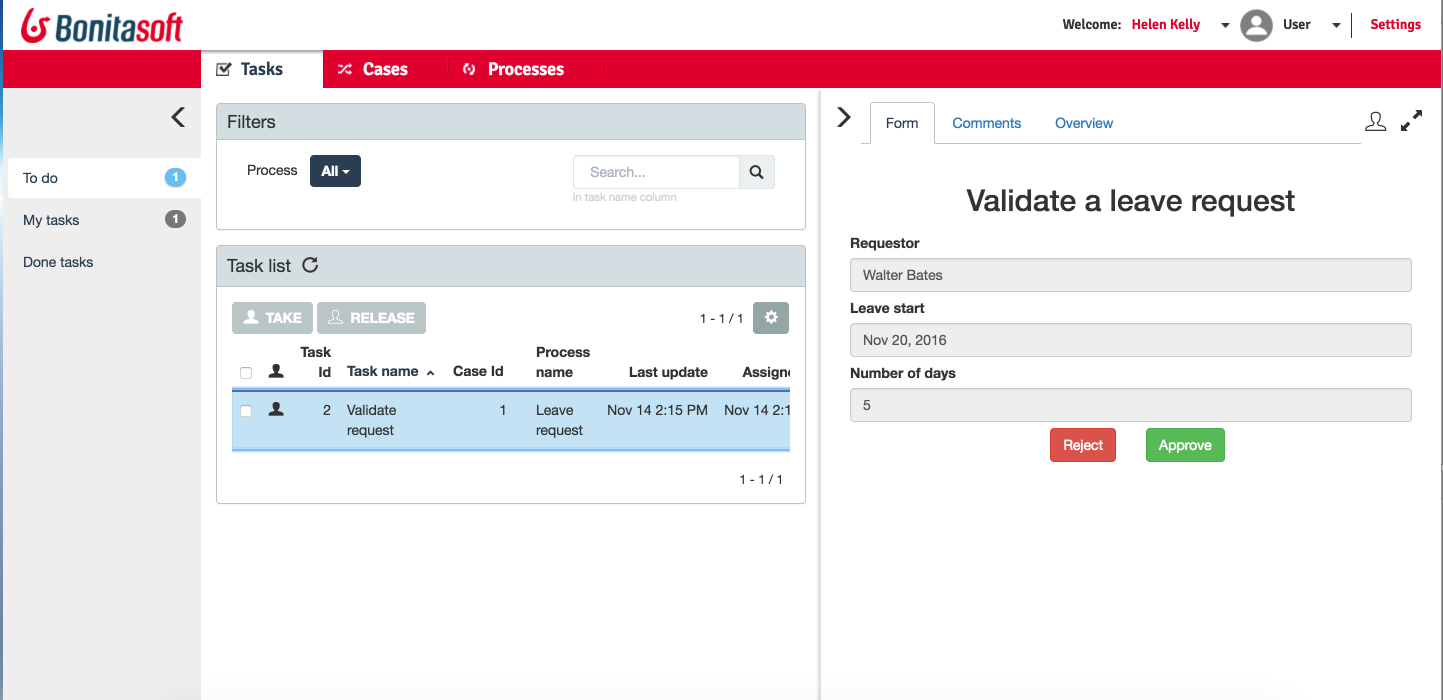 Bonitasoft
Welcome: Helen Kelly User Settings
Tasks Cases Processes
To do 1
My tasks 1
Done tasks
Filters
Process All Search...
In task name column
Task list
TAKE RELEASE 1 - 1 / 1
Task Id Task name Case Id Process name Last update
2 Validate request 1 Leave request Nov 14 2:15 PM Nov 14 2:1
1 - 1 / 1
Form Comments Overview
Validate a leave request
Requestor
Walter Bates
Leave start
Nov 20, 2016
Number of days
5
Reject Approve